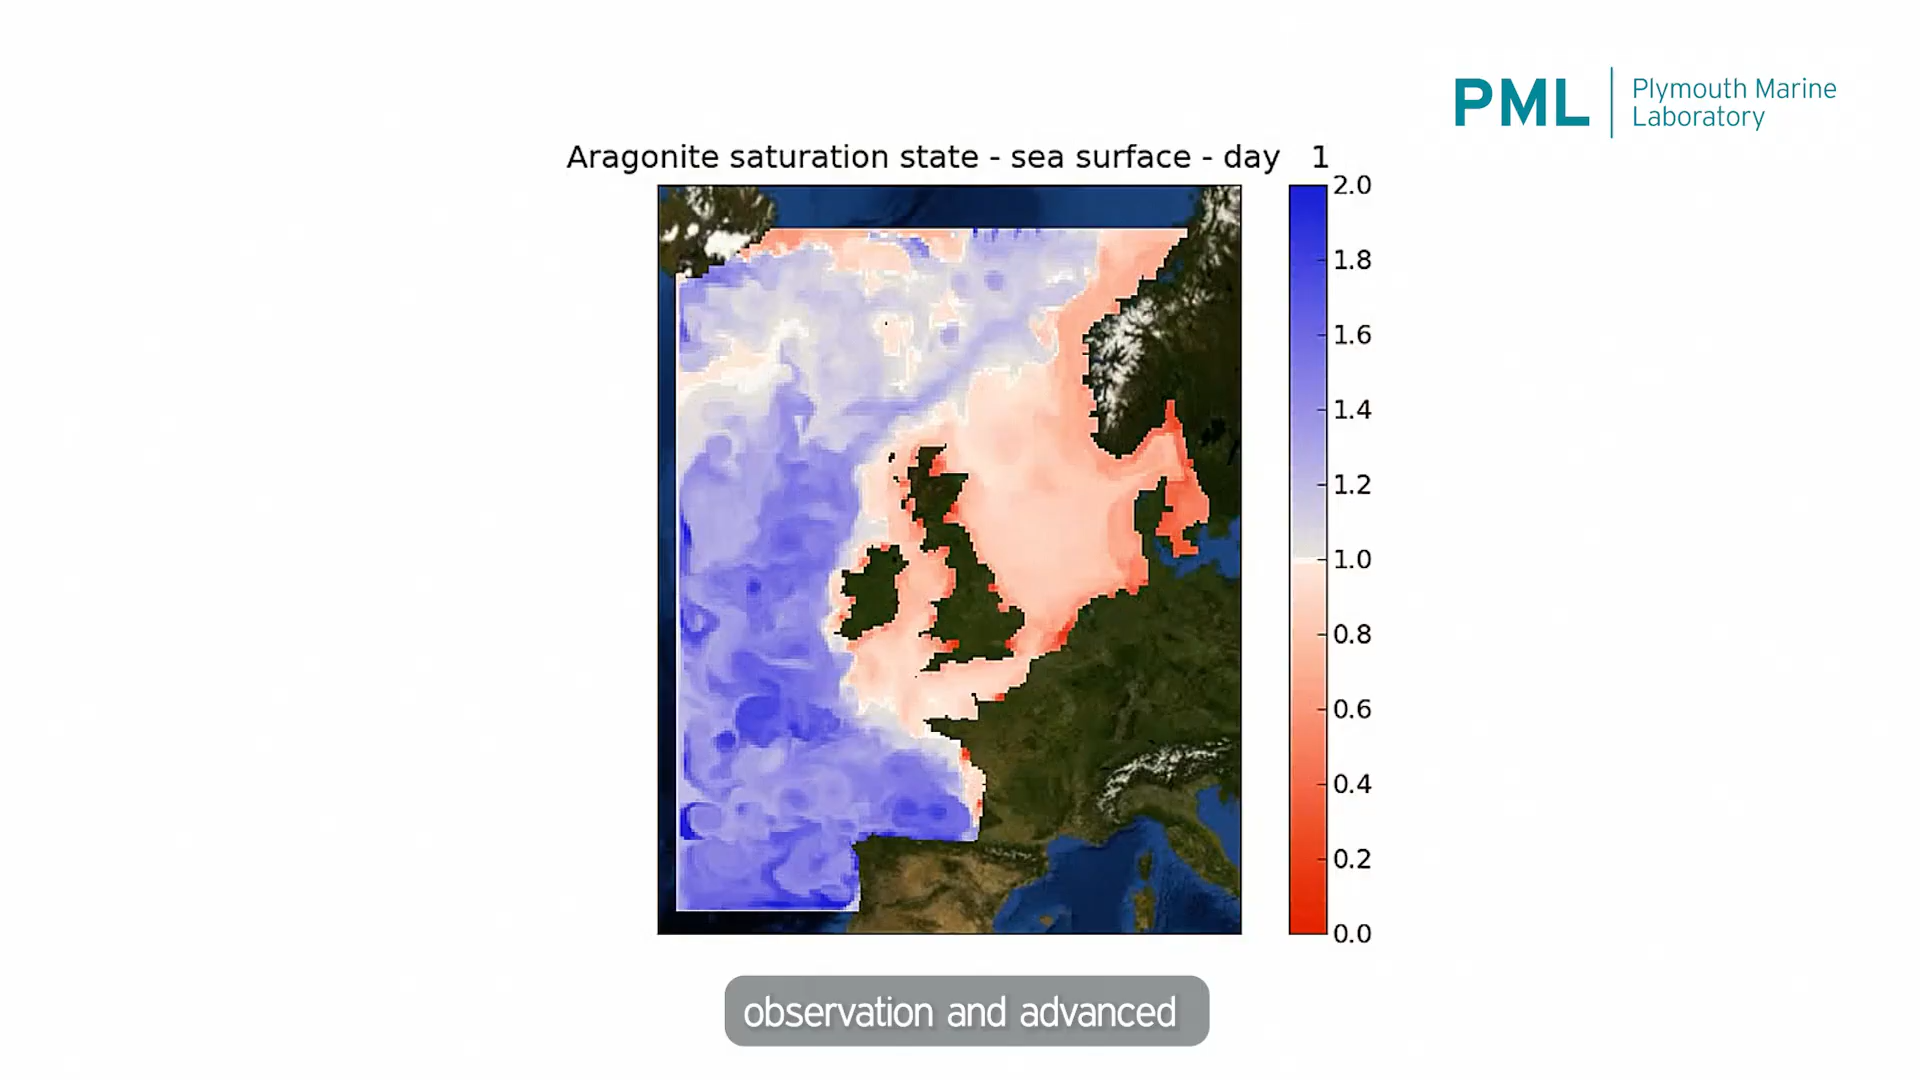 PML
Plymouth Marine
Laboratory
Aragonite saturation state - sea surface - day 1
2.0
1.8
1.6
1.4
1.2
1.0
0.8
0.6
0.4
0.2
0.0
observation and advanced